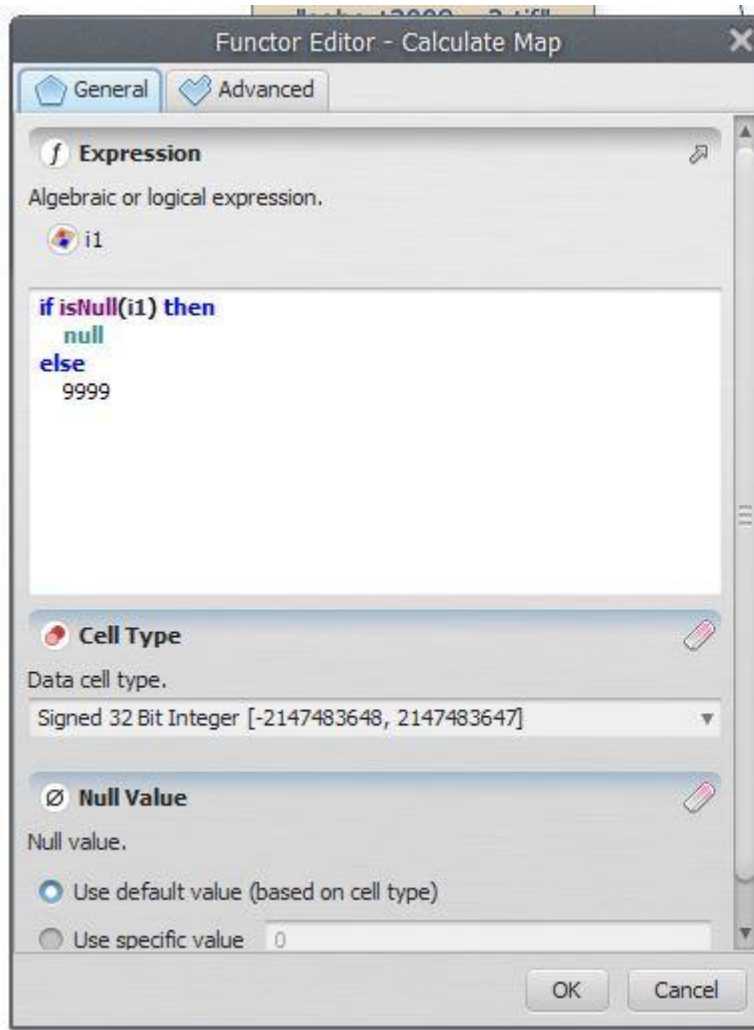 Functor Editor - Calculate Map
General
Advanced
Expression
Algebraic or logical expression.
i1
if isNull(i1) then
null
else
9999
Cell Type
Data cell type.
Signed 32 Bit Integer [-2147483648, 2147483647]
Null Value
Null value.
Use default value (based on cell type)
Use specific value 0
OK Cancel